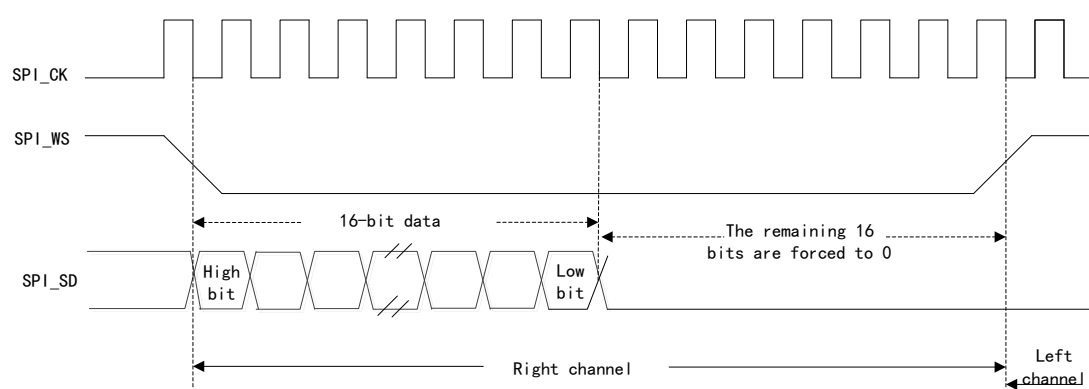 SPI_CK
SPI_WS
16-bit data
The remaining 16
bits are forced to 0
SPI_SD
High
bit
Low
bit
Right channel
Left
channel